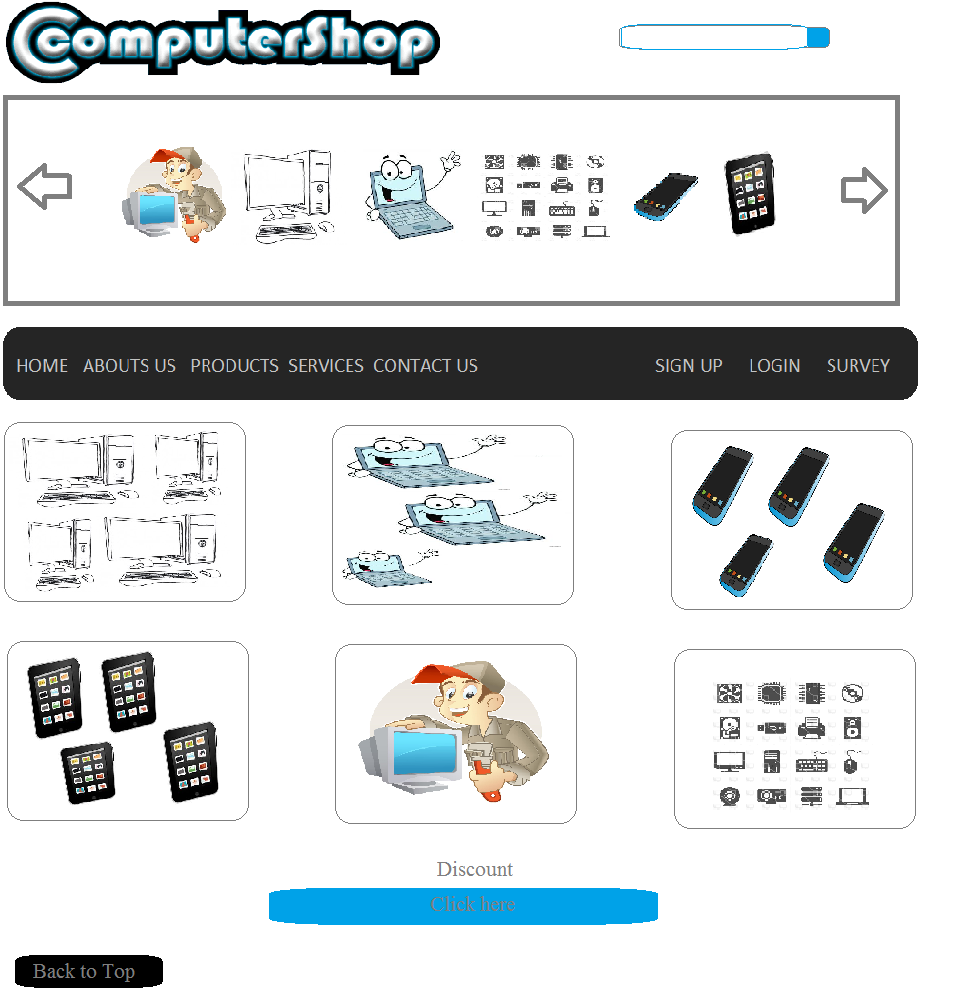 ComputerShop
HOME ABOUTS US PRODUCTS SERVICES CONTACT US SIGN UP LOGIN SURVEY
Discount
Click here
Back to Top